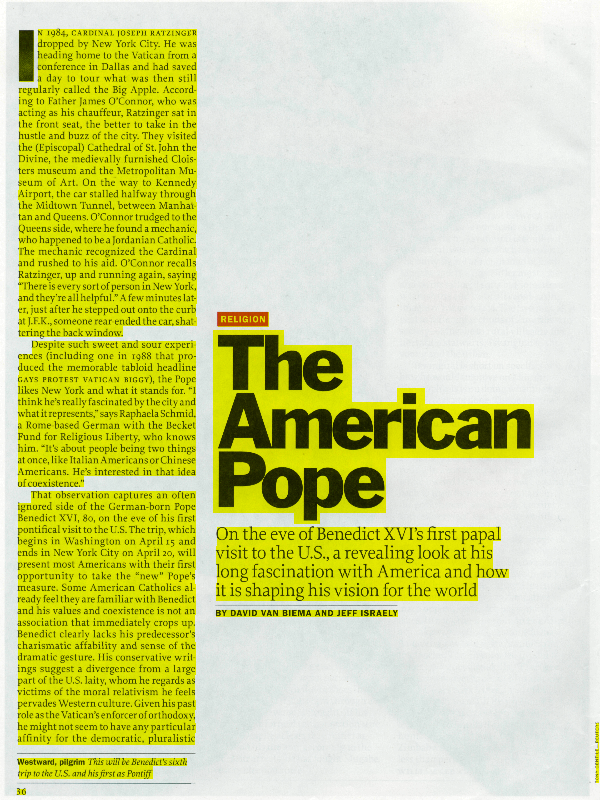 IN 1984, CARDINAL JOSEPH RATZINGER
dropped by New York City. He was
heading home to the Vatican from a
conference in Dallas and had saved
a day to tour what was then still
regularly called the Big Apple. Accord-
ing to Father James O'Connor, who was
acting as his chauffeur, Ratzinger sat in
the front seat, the better to take in the
hustle and buzz of the city. They visited
the (Episcopal) Cathedral of St. John the
Divine, the medievally furnished Clois-
ters museum and the Metropolitan Mu-
seum of Art. On the way to Kennedy
Airport, the car stalled halfway through
the Midtown Tunnel, between Manhat-
tan and Queens. O'Connor trudged to the
Queens side, where he found a mechanic,
who happened to be a Jordanian Catholic.
The mechanic recognized the Cardinal
and rushed to his aid. O'Connor recalls
Ratzinger, up and running again, saying
"There is every sort of person in New York,
and they're all helpful." A few minutes lat-
er, just after he stepped out onto the curb
at J.F.K., someone rear-ended the car, shat-
tering the back window.
Despite such sweet and sour experi-
ences (including one in 1988 that pro-
duced the memorable tabloid headline
GAYS PROTEST VATICAN BIGGY), the Pope
likes New York and what it stands for. "I
think he's really fascinated by the city and
what it represents," says Raphaela Schmid,
a Rome-based German with the Becket
Fund for Religious Liberty, who knows
him. "It's about people being two things
at once, like Italian Americans or Chinese
Americans. He's interested in that idea
of coexistence."
That observation captures an often
ignored side of the German-born Pope
Benedict XVI, 80, on the eve of his first
pontifical visit to the U.S. The trip, which
begins in Washington on April 15 and
ends in New York City on April 20, will
present most Americans with their first
opportunity to take the "new" Pope's
measure. Some American Catholics al-
ready feel they are familiar with Benedict
and his values and coexistence is not an
association that immediately crops up.
Benedict clearly lacks his predecessor's
charismatic affability and sense of the
dramatic gesture. His conservative writ-
ings suggest a divergence from a large
part of the U.S. laity, whom he regards as
victims of the moral relativism he feels
pervades Western culture. Given his past
role as the Vatican's enforcer of orthodoxy,
he might not seem to have any particular
affinity for the democratic, pluralistic
Westward, pilgrim This will be Benedict's sixth
trip to the U.S. and his first as Pontiff
36
RELIGION
The
American
Pope
On the eve of Benedict XVI's first papal
visit to the U.S., a revealing look at his
long fascination with America and how
it is shaping his vision for the world
BY DAVID VAN BIEMA AND JEFF ISRAELY